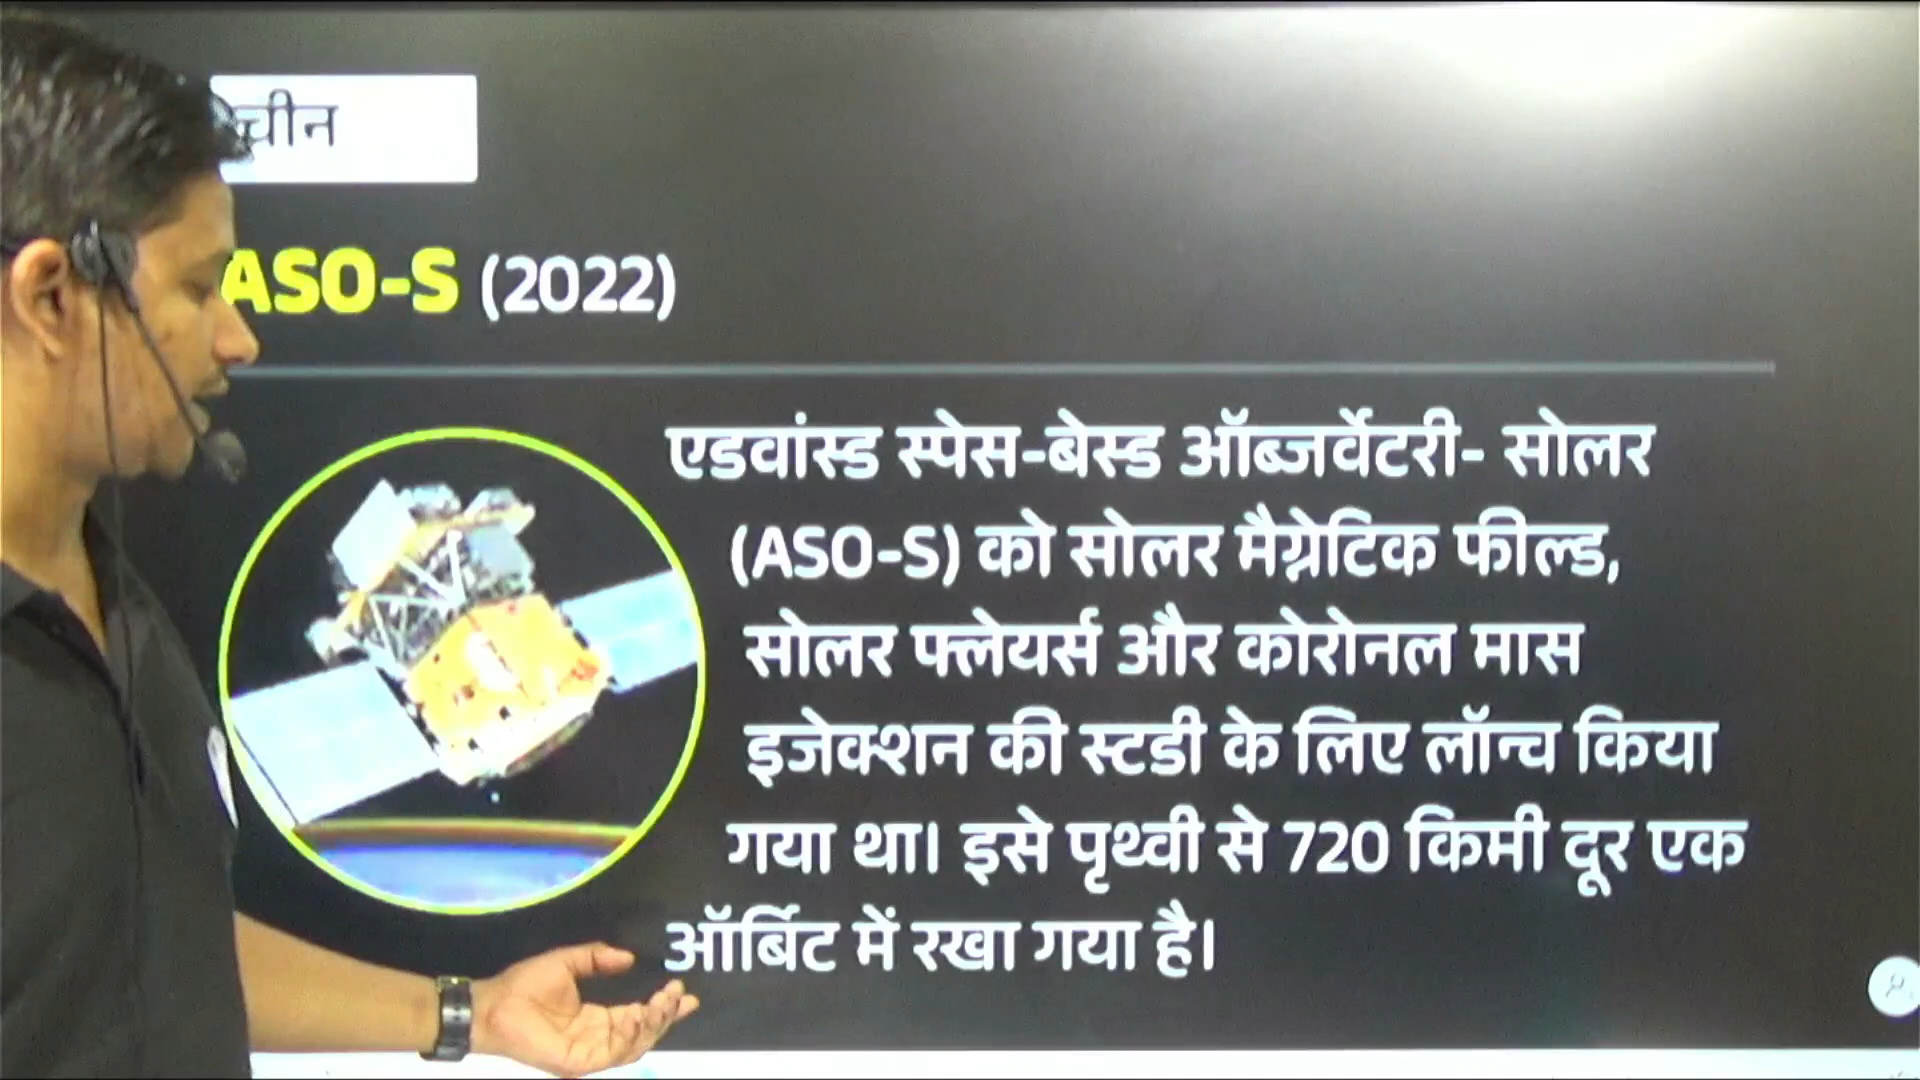 चीन
ASO-S (2022)
एडवांस्ड स्पेस-बेस्ड ऑब्जर्वेटरी- सोलर
(ASO-S) को सोलर मैग्नेटिक फील्ड,
सोलर फ्लेयर्स और कोरोनल मास
इजेक्शन की स्टडी के लिए लॉन्च किया
गया था। इसे पृथ्वी से 720 किमी दूर एक
ऑर्बिट में रखा गया है।